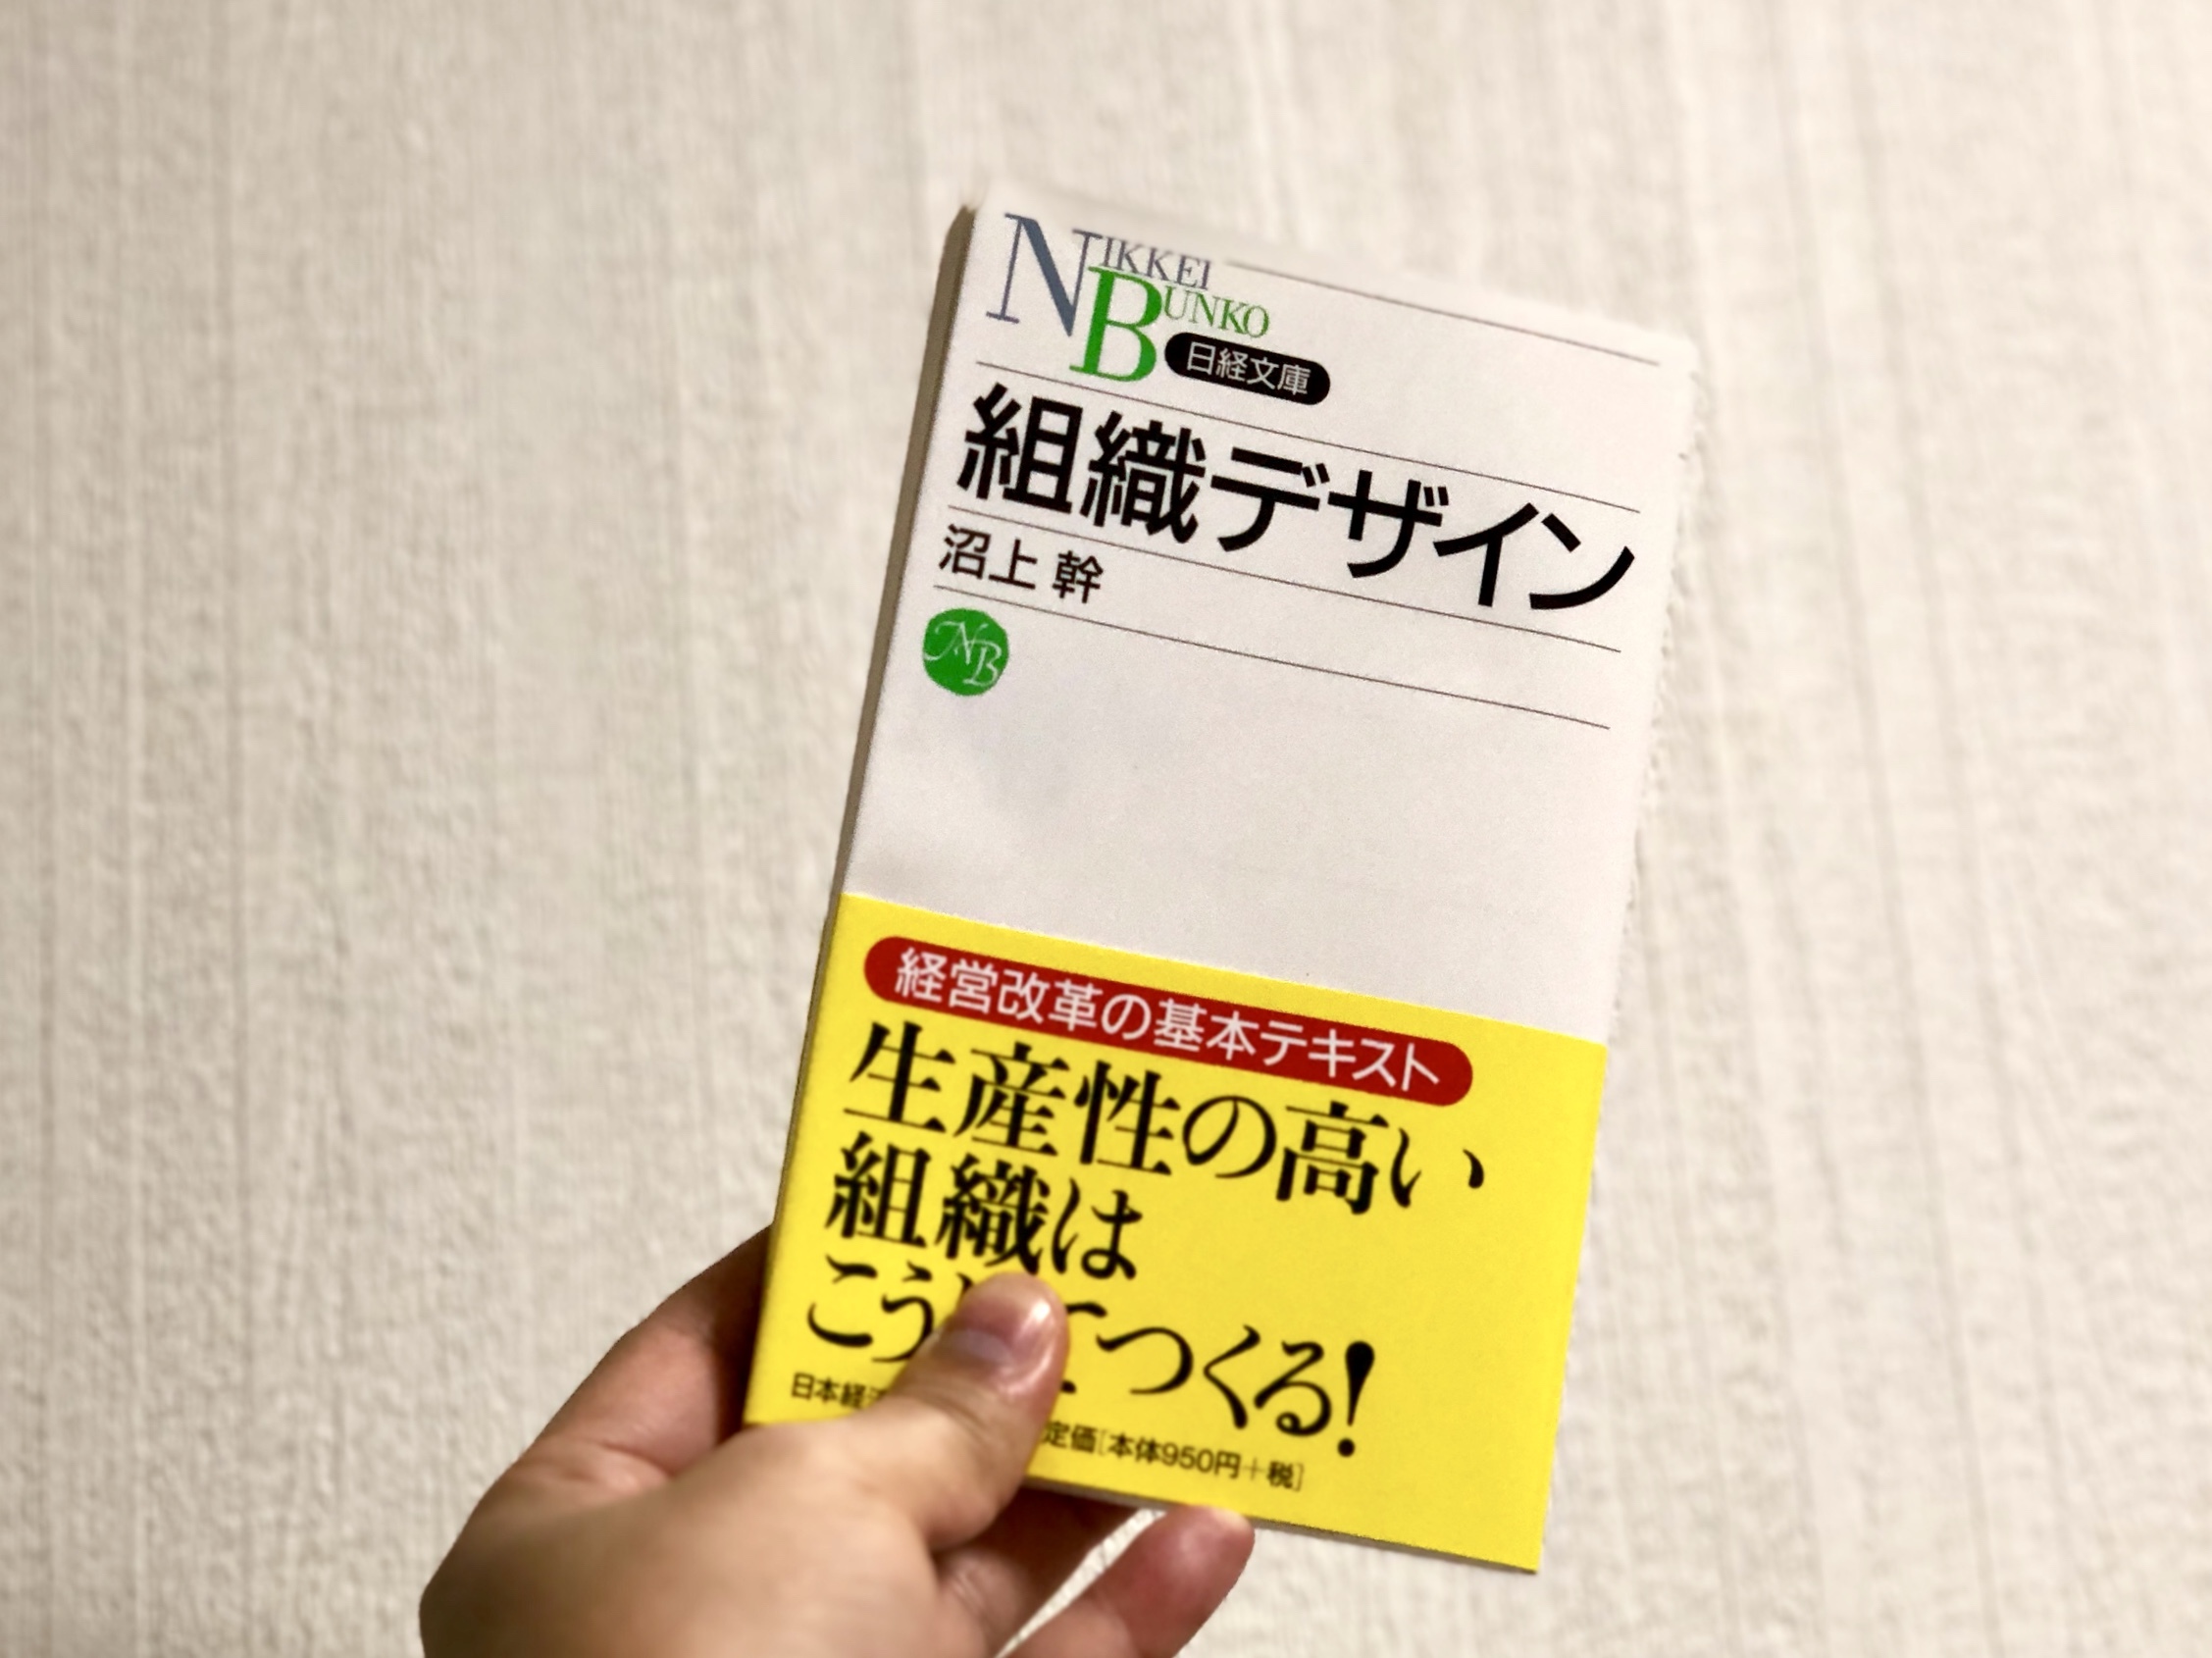 NIKKEI
BUNKO
日経文庫
組織デザイン
沼上 幹
NB
経営改革の基本テキスト
生産性の高い
組織は
こう つくる!
日本経
定価[本体950円+税]